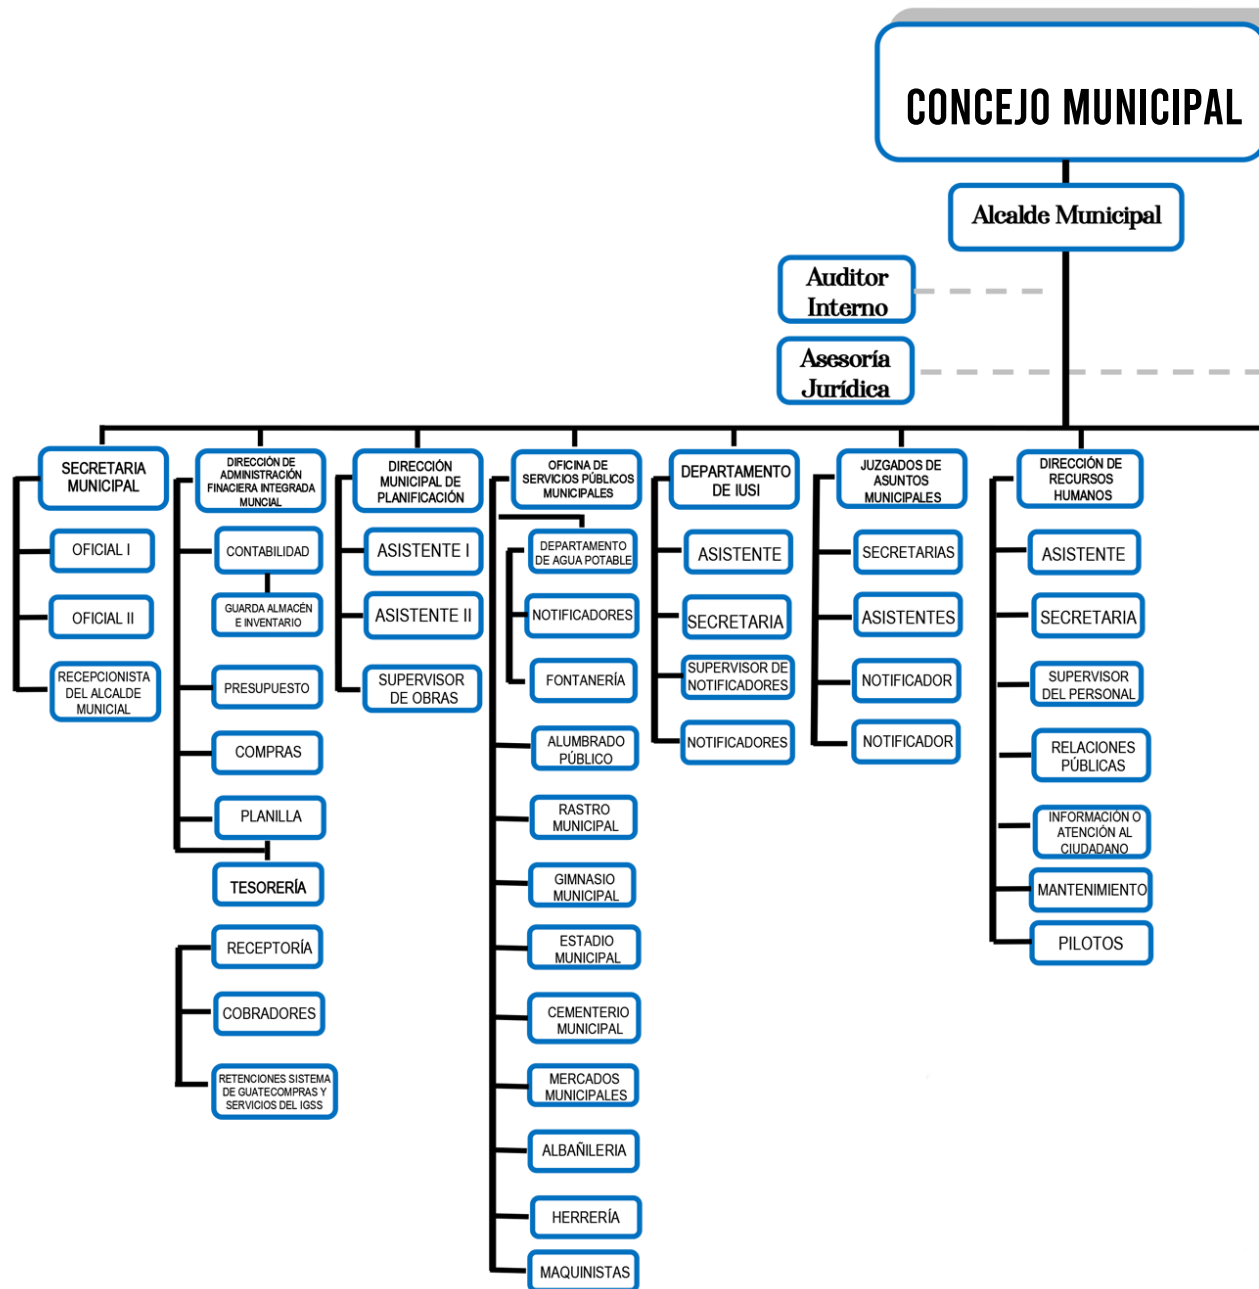 CONCEJO MUNICIPAL
Alcalde Municipal
Auditor
Interno
Asesoría
Jurídica
SECRETARIA
MUNICIPAL
OFICIAL I
OFICIAL II
RECEPCIONISTA
DEL ALCALDE
MUNICIAL
DIRECCIÓN DE
ADMINISTRACIÓN
FINACIERA INTEGRADA
MUNCIAL
CONTABILIDAD
GUARDA ALMACÉN
E INVENTARIO
PRESUPUESTO
COMPRAS
PLANILLA
TESORERÍA
RECEPTORÍA
COBRADORES
RETENCIONES SISTEMA
DE GUATECOMPRAS Y
SERVICIOS DEL IGSS
DIRECCIÓN
MUNICIPAL
DE PLANIFICACIÓN
ASISTENTE I
ASISTENTE II
SUPERVISOR
DE OBRAS
OFICINA DE
SERVICIOS PÚBLICOS
MUNICIPALES
DEPARTAMENTO
DE AGUA POTABLE
NOTIFICADORES
FONTANERÍA
ALUMBRADO
PÚBLICO
RASTRO
MUNICIPAL
GIMNASIO
MUNICIPAL
ESTADIO
MUNICIPAL
CEMENTERIO
MUNICIPAL
MERCADOS
MUNICIPALES
ALBAÑILERIA
HERRERÍA
MAQUINISTAS
DEPARTAMENTO
DE IUSI
ASISTENTE
SECRETARIA
SUPERVISOR DE
NOTIFICADORES
NOTIFICADORES
JUZGADOS DE
ASUNTOS
MUNICIPALES
SECRETARIAS
ASISTENTES
NOTIFICADOR
NOTIFICADOR
DIRECCIÓN DE
RECURSOS
HUMANOS
ASISTENTE
SECRETARIA
SUPERVISOR
DEL PERSONAL
RELACIONES
PÚBLICAS
INFORMACIÓN O
ATENCIÓN AL
CIUDADANO
MANTENIMIENTO
PILOTOS